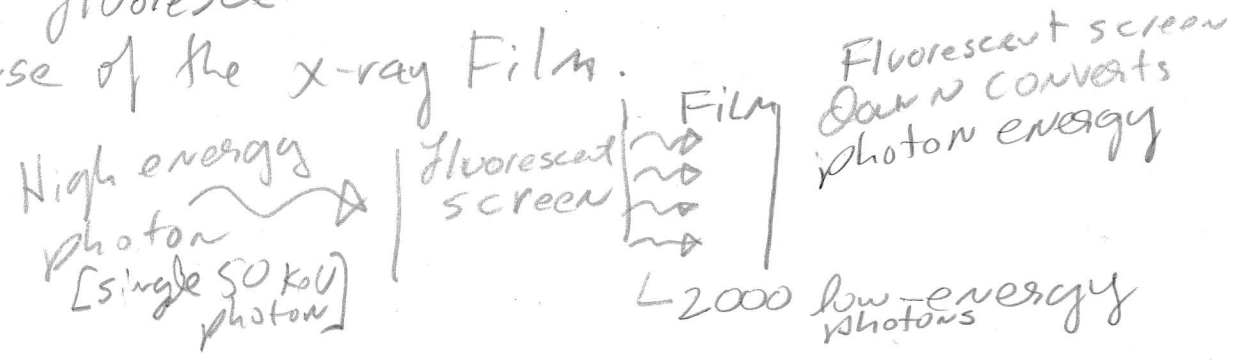 fluoresce
se of the x-ray Film.
Fluorescent screen
Down converts
photon energy
High energy
photon
[single 50 keV
photon]
fluorescent
screen
Film
2000 low-energy
photons